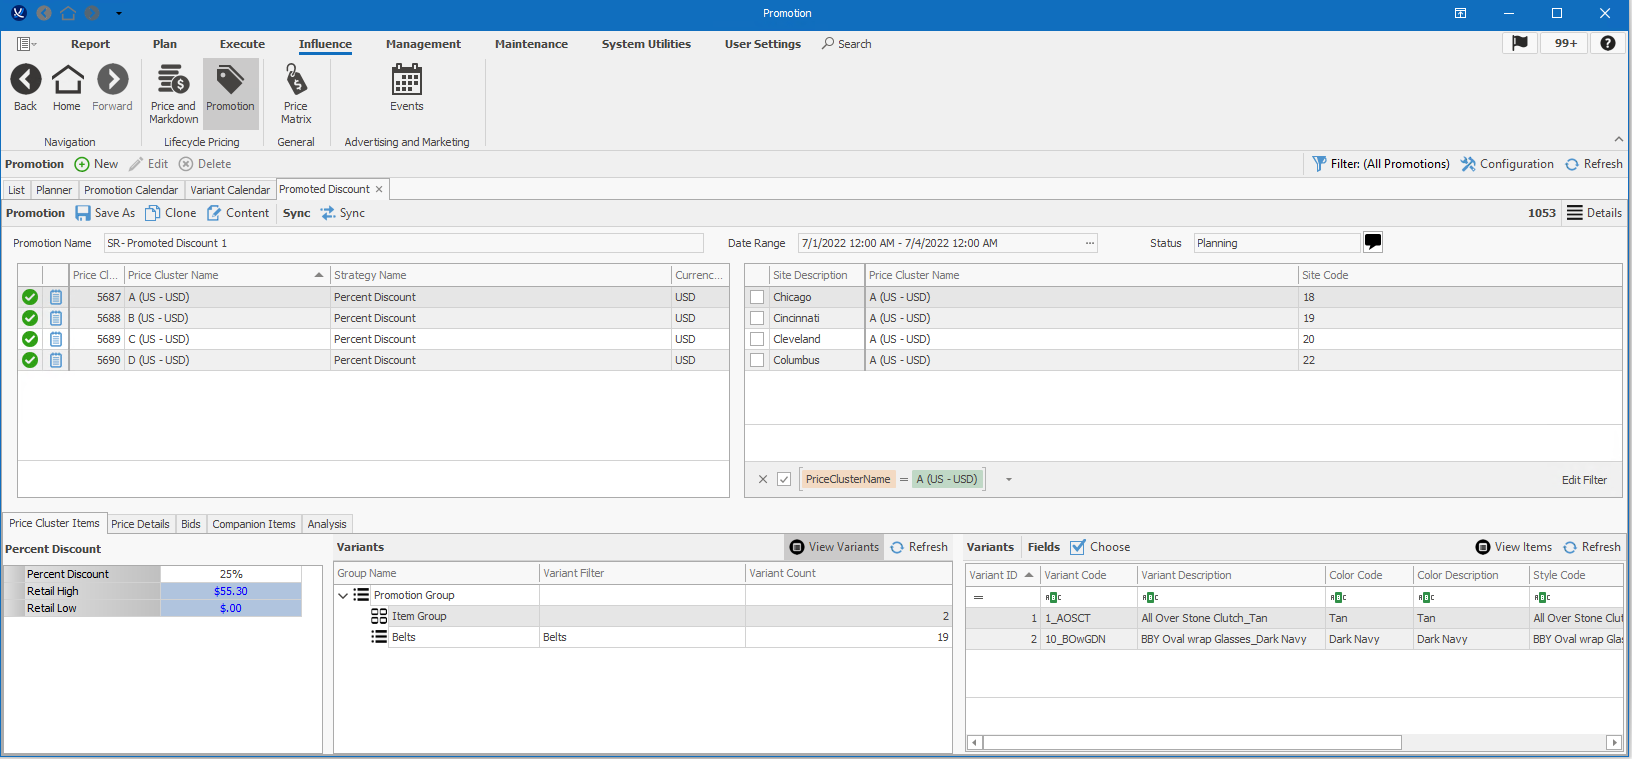 Promotion
Report Plan Execute Influence Management Maintenance System Utilities User Settings Search 99+ ?
Back Home Forward Price and Markdown Promotion Price Matrix Events
Navigation Lifecycle Pricing General Advertising and Marketing
Promotion New Edit Delete Filter: (All Promotions) Configuration Refresh
List Planner Promotion Calendar Variant Calendar Promoted Discount ×
Promotion Save As Clone Content Sync Sync 1053 Details
Promotion Name SR- Promoted Discount 1 Date Range 7/1/2022 12:00 AM - 7/4/2022 12:00 AM ... Status Planning
Price Cl... Price Cluster Name Strategy Name Currenc...
5687 A (US - USD) Percent Discount USD
5688 B (US - USD) Percent Discount USD
5689 C (US - USD) Percent Discount USD
5690 D (US - USD) Percent Discount USD
Site Description Price Cluster Name Site Code
Chicago A (US - USD) 18
Cincinnati A (US - USD) 19
Cleveland A (US - USD) 20
Columbus A (US - USD) 22
PriceClusterName = A (US - USD) Edit Filter
Price Cluster Items Price Details Bids Companion Items Analysis
Percent Discount
Percent Discount 25%
Retail High $55.30
Retail Low $.00
Variants View Variants Refresh
Group Name Variant Filter Variant Count
Promotion Group
Item Group 2
Belts Belts 19
Variants Fields Choose View Items Refresh
Variant ID Variant Code Variant Description Color Code Color Description Style Code
= ABC ABC ABC ABC ABC
1 1_AOSCT All Over Stone Clutch_Tan Tan Tan All Over Stone Clut
2 10_BOwGDN BBY Oval wrap Glasses_Dark Navy Dark Navy Dark Navy BBY Oval wrap Gla